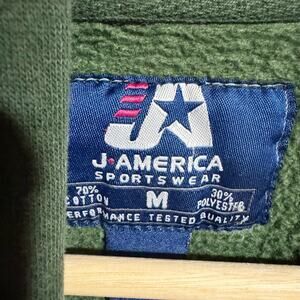 JA
J·AMERICA
SPORTSWEAR
70%
COTTON
M
30%
POLYESTER
PERFORMANCE TESTED QUALITY